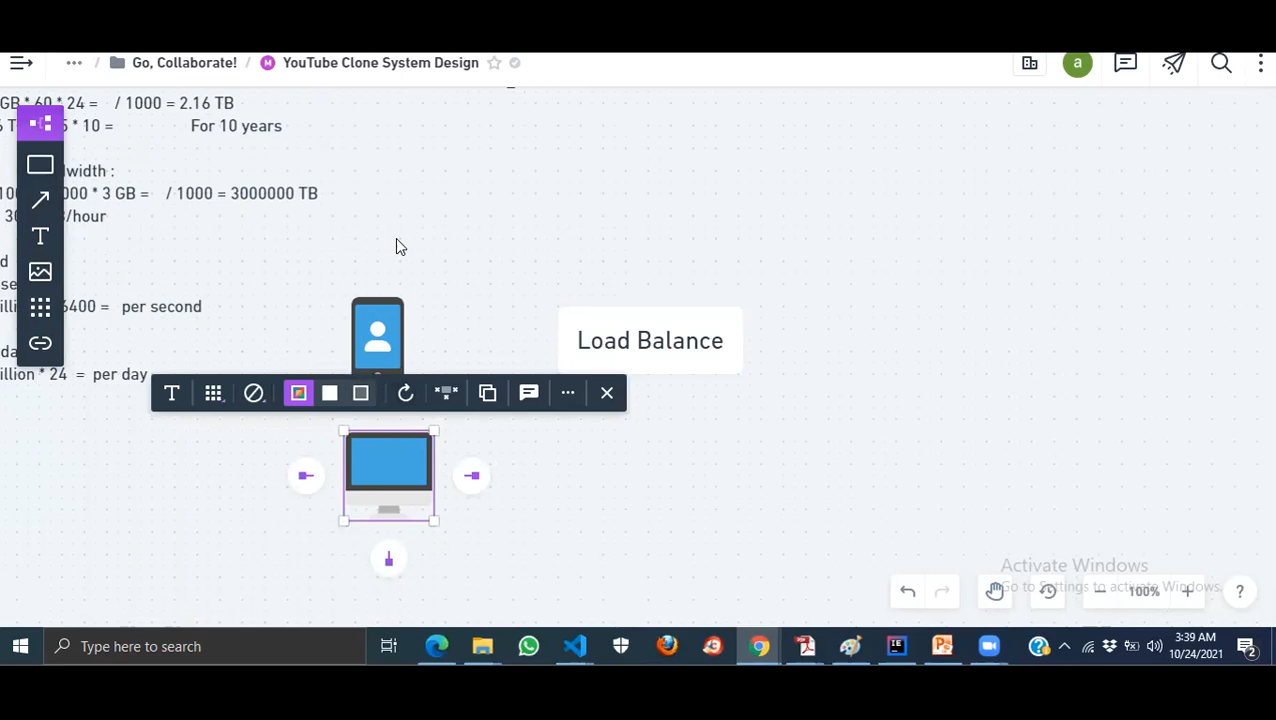 ... / Go, Collaborate! / M YouTube Clone System Design
a
GB * 60 * 24 = / 1000 = 2.16 TB
* 10 = For 10 years
width :
000 * 3 GB = / 1000 = 3000000 TB
/hour
6400 = per second
Load Balance
* 24 = per day
T
T
Activate Windows
Go to Settings to activate Windows.
100%
?
Type here to search
3:39 AM
10/24/2021
2